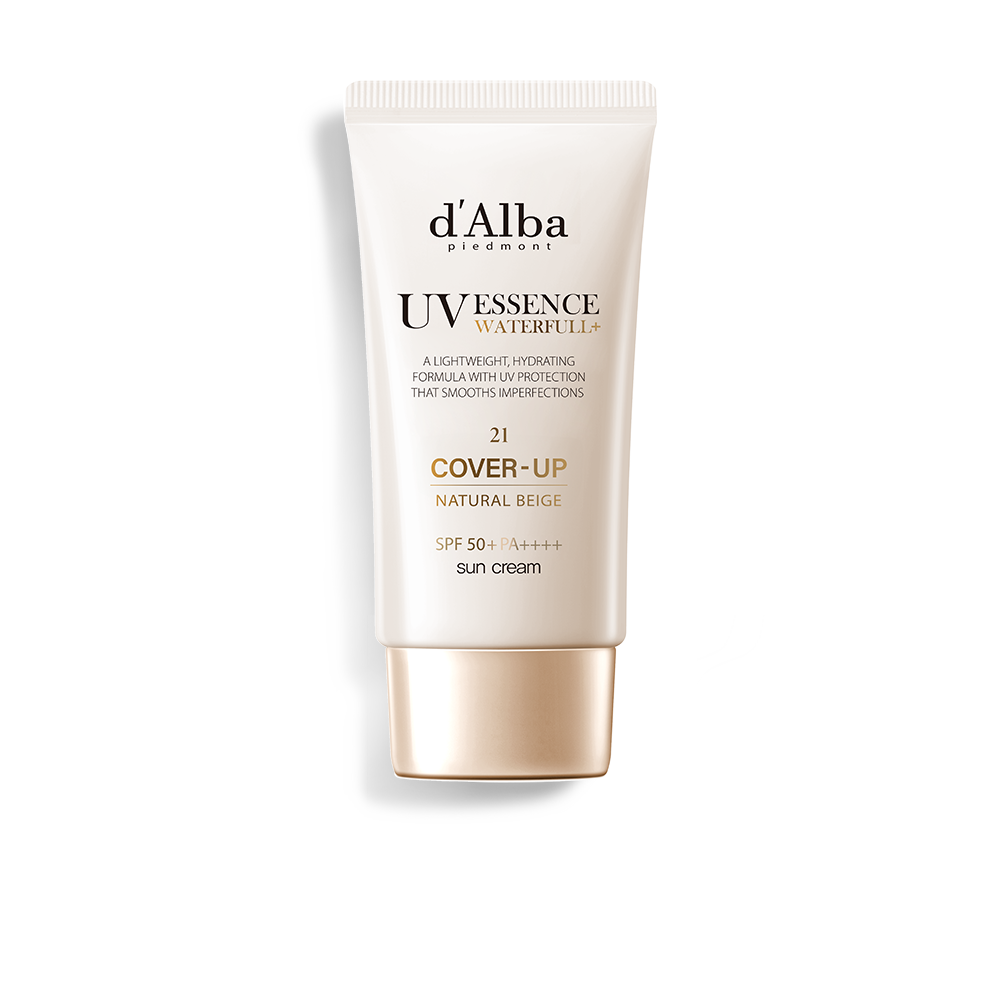 d'Alba
piedmont
UV ESSENCE
WATERFULL+
A LIGHTWEIGHT, HYDRATING
FORMULA WITH UV PROTECTION
THAT SMOOTHS IMPERFECTIONS
21
COVER-UP
NATURAL BEIGE
SPF 50+ PA++++
sun cream